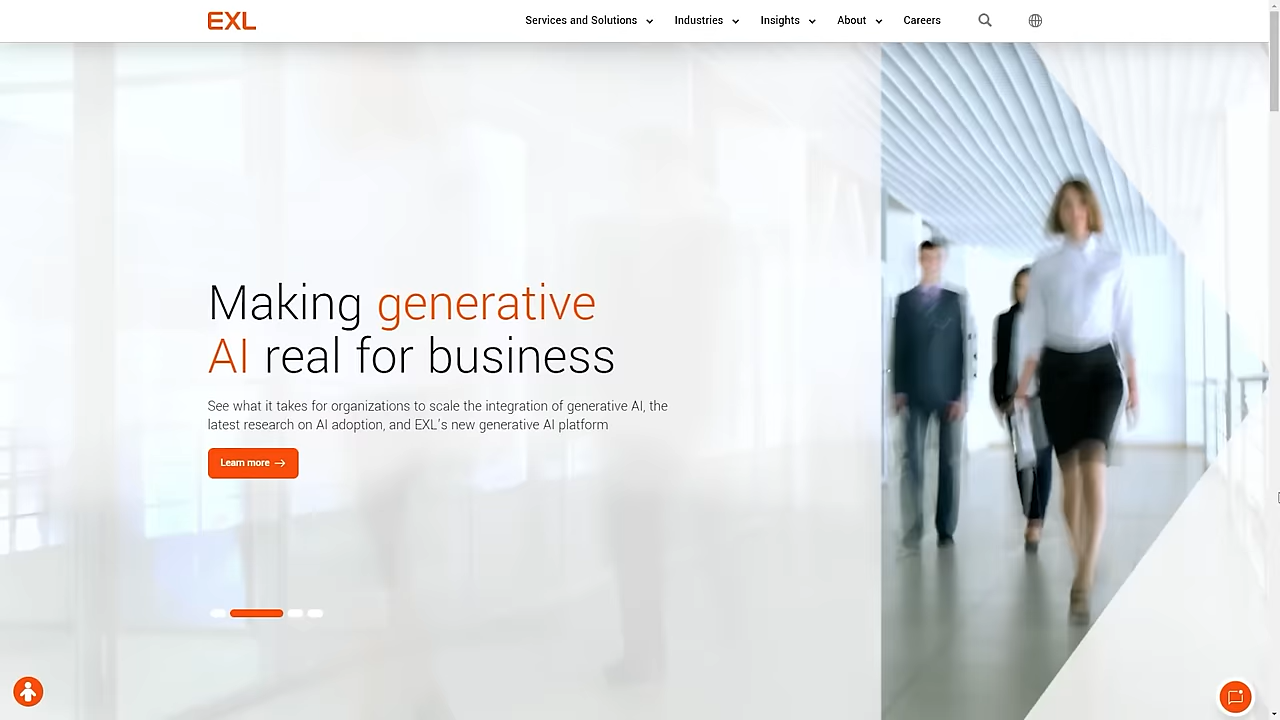 EXL
Services and Solutions
Industries
Insights
About
Careers
Making generative
AI real for business
See what it takes for organizations to scale the integration of generative AI, the
latest research on AI adoption, and EXL's new generative AI platform
Learn more